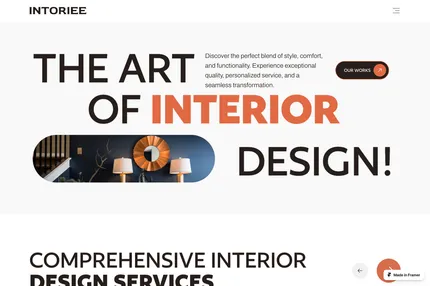 INTORIEE
THE ART
Discover the perfect blend of style, comfort,
and functionality. Experience exceptional
quality, personalized service, and a
seamless transformation.
OUR WORKS
OF INTERIOR
DESIGN!
COMPREHENSIVE INTERIOR
DESIGN SERVICES
Made in Framer